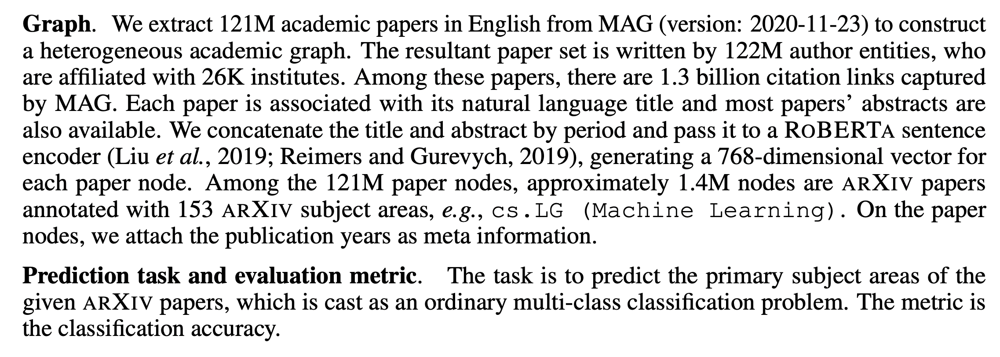 Graph. We extract 121M academic papers in English from MAG (version: 2020-11-23) to construct
a heterogeneous academic graph. The resultant paper set is written by 122M author entities, who
are affiliated with 26K institutes. Among these papers, there are 1.3 billion citation links captured
by MAG. Each paper is associated with its natural language title and most papers’ abstracts are
also available. We concatenate the title and abstract by period and pass it to a ROBERTA sentence
encoder (Liu et al., 2019; Reimers and Gurevych, 2019), generating a 768-dimensional vector for
each paper node. Among the 121M paper nodes, approximately 1.4M nodes are ARXIV papers
annotated with 153 ARXIV subject areas, e.g., cs.LG (Machine Learning). On the paper
nodes, we attach the publication years as meta information.
Prediction task and evaluation metric. The task is to predict the primary subject areas of the
given ARXIV papers, which is cast as an ordinary multi-class classification problem. The metric is
the classification accuracy.